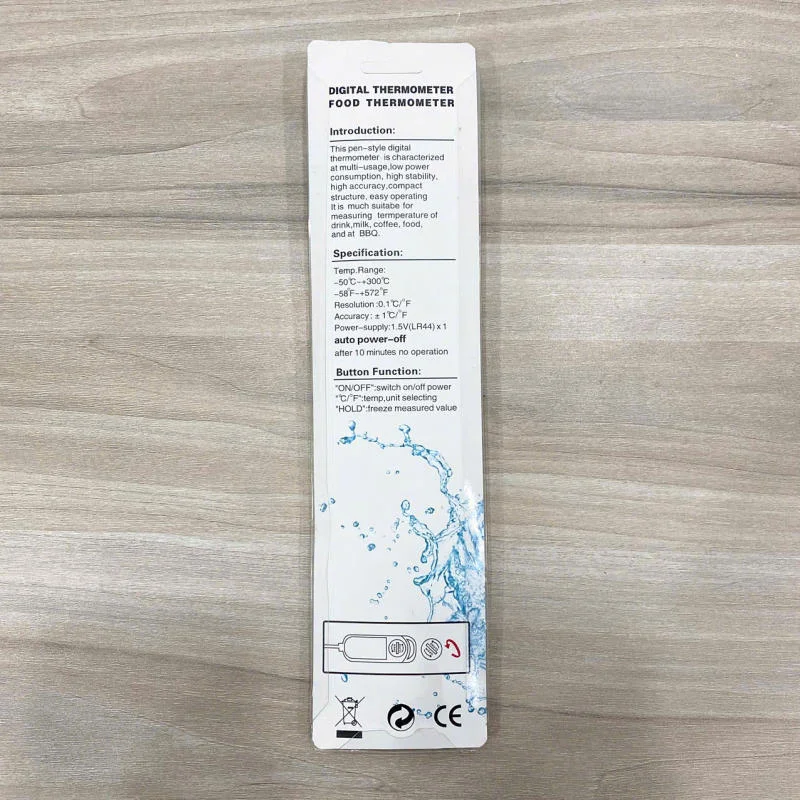 DIGITAL THERMOMETER
FOOD THERMOMETER
Introduction:
This pen-style digital
thermometer is characterized
at multi-usage,low power
consumption, high stability,
high accuracy,compact
structure, easy operating
It is much suitabe for
measuring termperature of
drink,milk, coffee, food,
and at BBQ.
Specification:
Temp.Range:
-50℃~+300℃
-58°F~+572°F
Resolution:0.1℃/°F
Accuracy: ±1℃/°F
Power-supply:1.5V(LR44) x 1
auto power-off
after 10 minutes no operation
Button Function:
"ON/OFF":switch on/off power
"℃/°F":temp,unit selecting
"HOLD":freeze measured value
CE